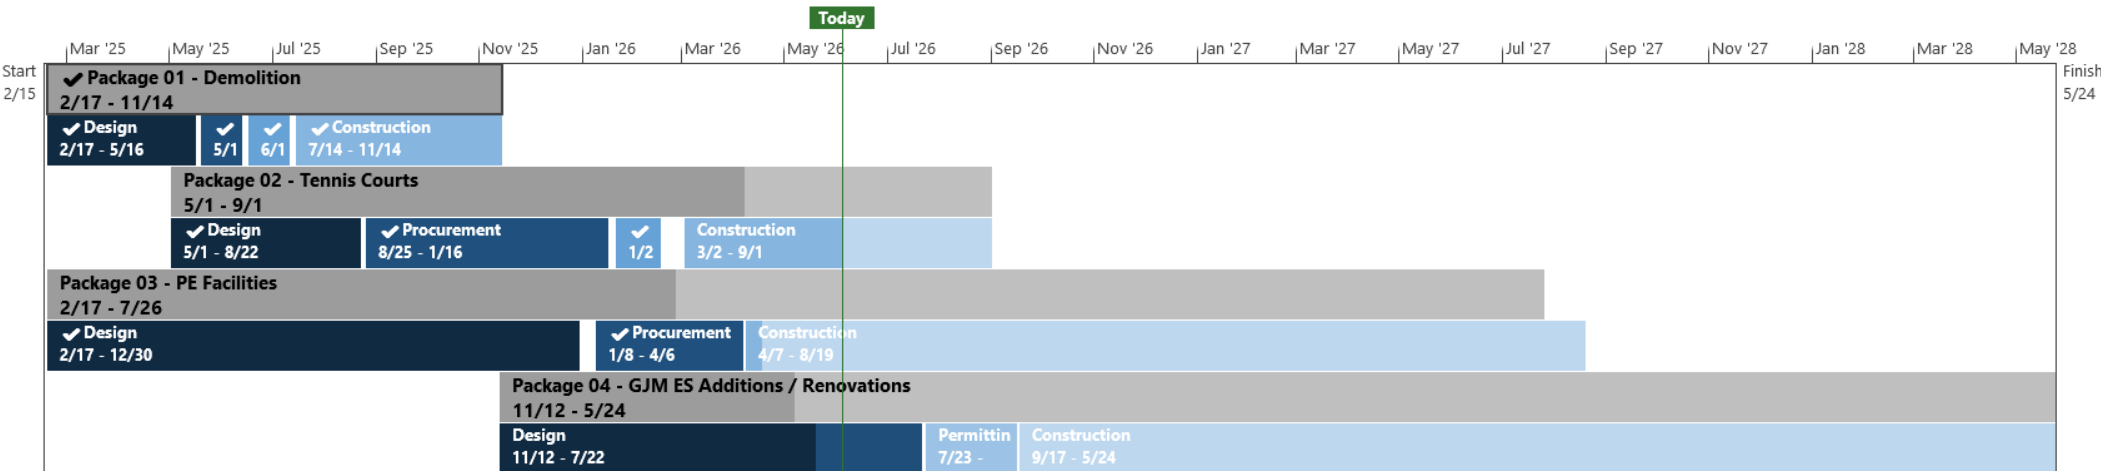 Today
Mar '25 May '25 Jul '25 Sep '25 Nov '25 Jan '26 Mar '26 May '26 Jul '26 Sep '26 Nov '26 Jan '27 Mar '27 May '27 Jul '27 Sep '27 Nov '27 Jan '28 Mar '28 May '28
Start
2/15
Finish
5/24
✔ Package 01 - Demolition
2/17 - 11/14
✔ Design ✔ ✔ ✔ Construction
2/17 - 5/16 5/1 6/1 7/14 - 11/14
Package 02 - Tennis Courts
5/1 - 9/1
✔ Design ✔ Procurement ✔ Construction
5/1 - 8/22 8/25 - 1/16 1/2 3/2 - 9/1
Package 03 - PE Facilities
2/17 - 7/26
✔ Design ✔ Procurement Construction
2/17 - 12/30 1/8 - 4/6 4/7 - 8/19
Package 04 - GJM ES Additions / Renovations
11/12 - 5/24
Design Permittin Construction
11/12 - 7/22 7/23 - 9/17 - 5/24